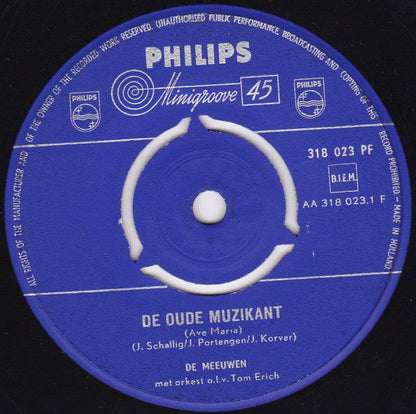 ALL RIGHTS OF THE MANUFACTURER AND OF THE OWNER OF THE RECORDED WORK RESERVED. UNAUTHORISED PUBLIC PERFORMANCE, BROADCASTING AND COPYING OF THIS RECORD PROHIBITED - MADE IN HOLLAND
PHILIPS
Minigroove 45
PHILIPS
PHILIPS
318 023 PF
B.I.E.M.
AA 318 023.1 F
DE OUDE MUZIKANT
(Ave Maria)
(J. Schallig/J. Portengen/J. Korver)
DE MEEUWEN
met orkest o.l.v. Tom Erich